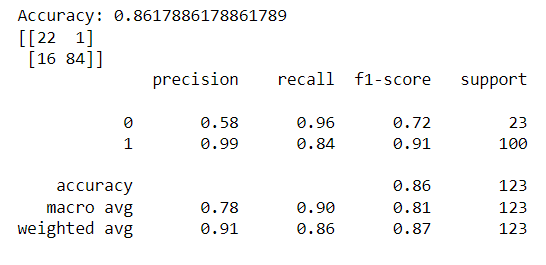 Accuracy: 0.8617886178861789
[[22  1]
 [16 84]]
              precision    recall  f1-score   support

           0       0.58      0.96      0.72        23
           1       0.99      0.84      0.91       100

    accuracy                           0.86       123
   macro avg       0.78      0.90      0.81       123
weighted avg       0.91      0.86      0.87       123